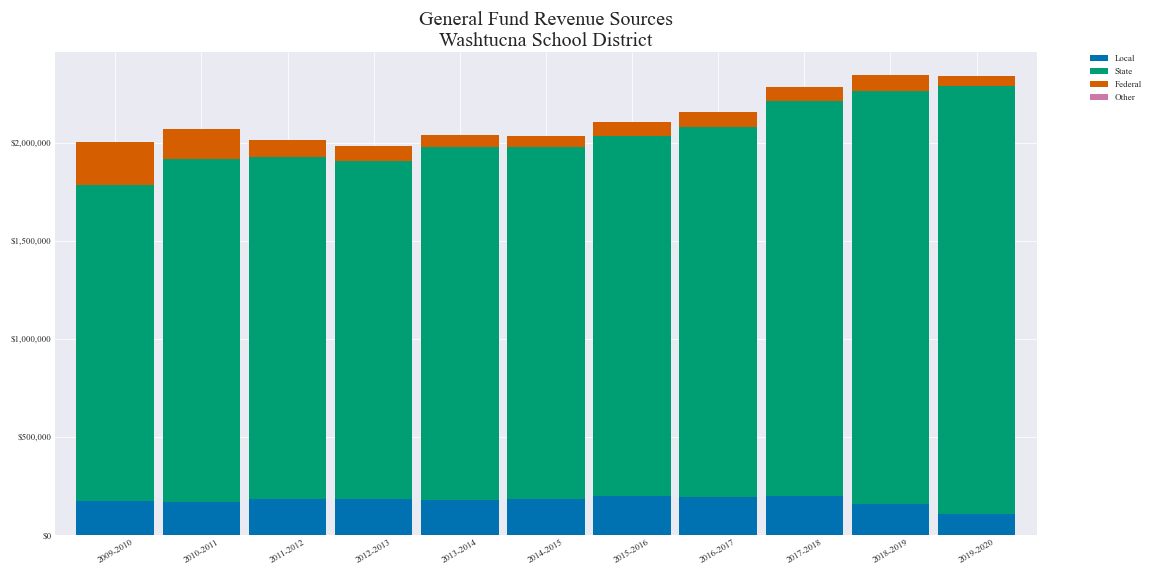 General Fund Revenue Sources
Washtucna School District
Local
State
Federal
Other
$2,000,000
$1,500,000
$1,000,000
$500,000
$0
2009-2010
2010-2011
2011-2012
2012-2013
2013-2014
2014-2015
2015-2016
2016-2017
2017-2018
2018-2019
2019-2020